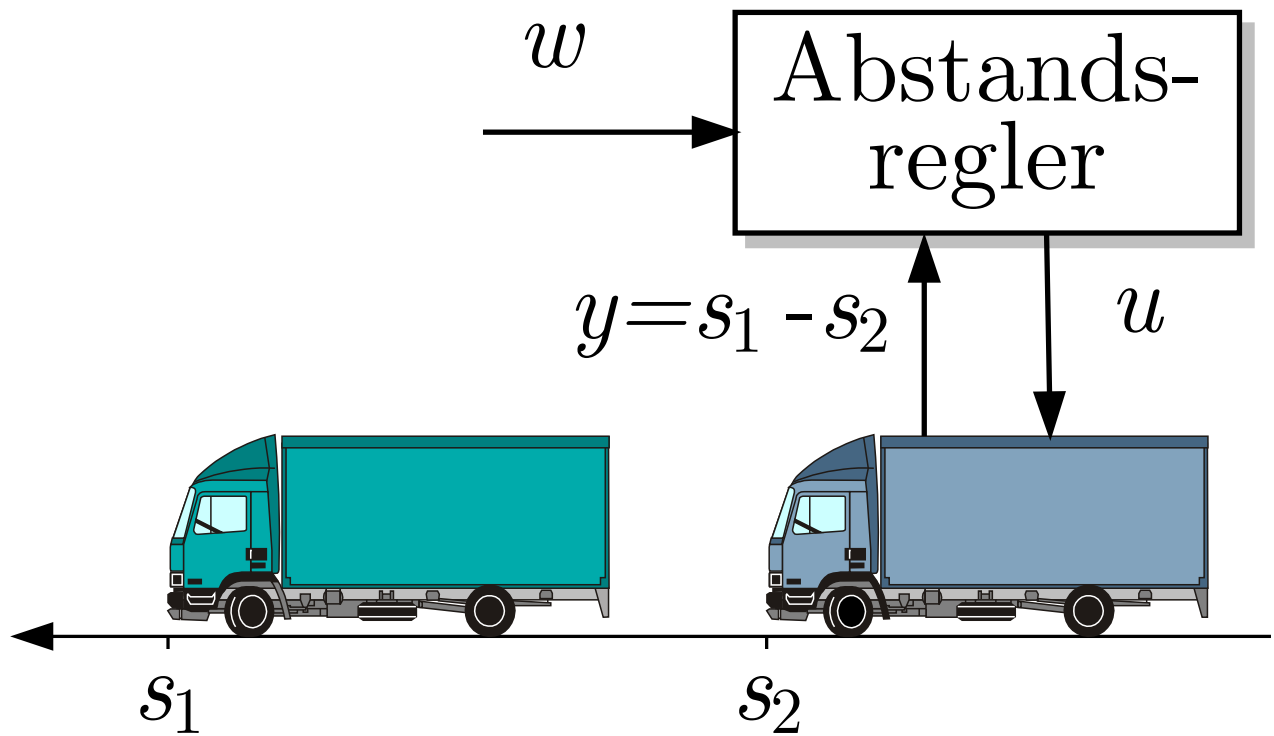 w
Abstands-
regler
y=s₁ -s₂
u
s₁
s₂